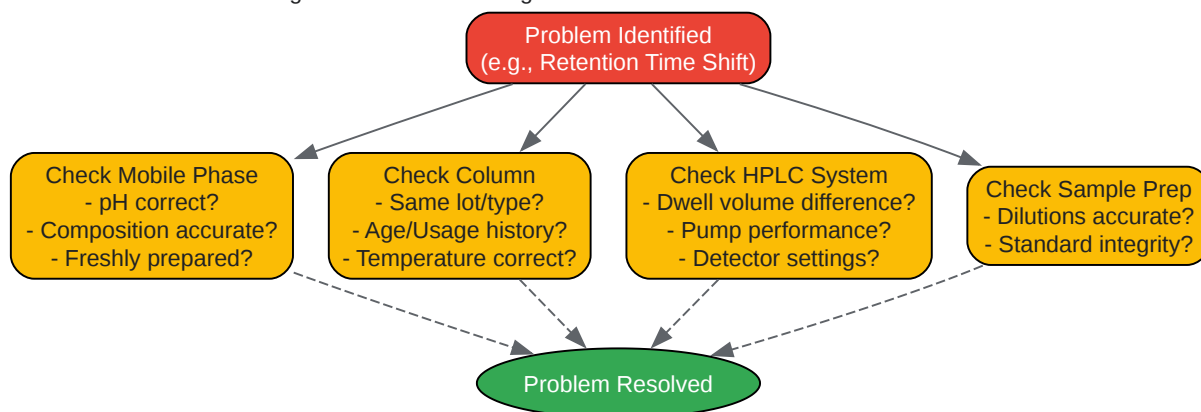 Problem Identified
(e.g., Retention Time Shift)
Check Mobile Phase
- pH correct?
- Composition accurate?
- Freshly prepared?
Check Column
- Same lot/type?
- Age/Usage history?
- Temperature correct?
Check HPLC System
- Dwell volume difference?
- Pump performance?
- Detector settings?
Check Sample Prep
- Dilutions accurate?
- Standard integrity?
Problem Resolved